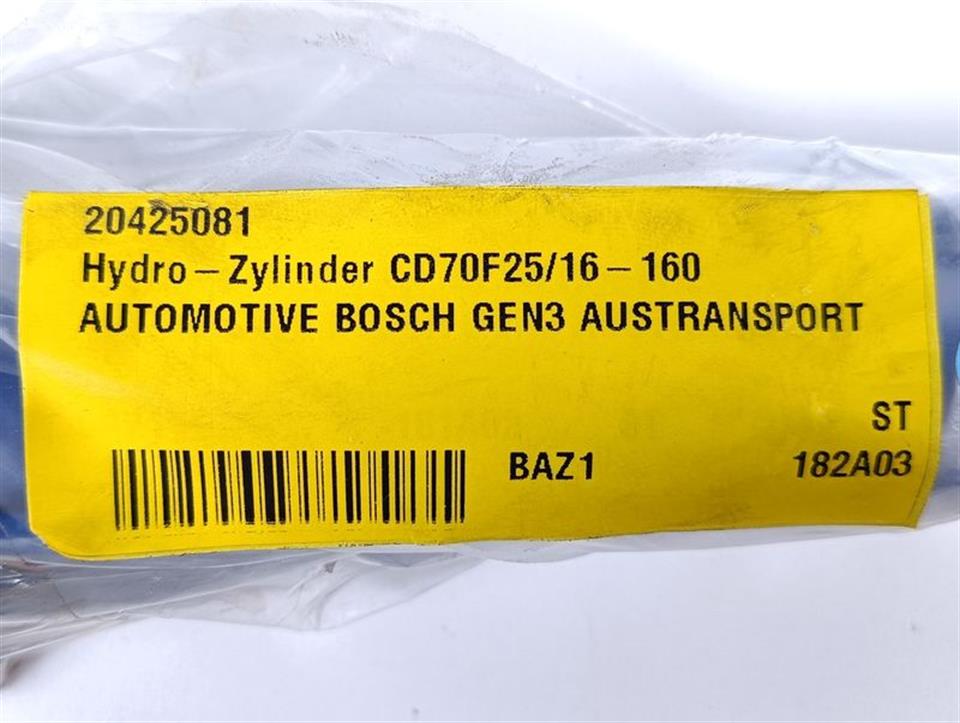 20425081
Hydro-Zylinder CD70F25/16-160
AUTOMOTIVE BOSCH GEN3 AUSTRANSPORT
ST
BAZ1 182A03